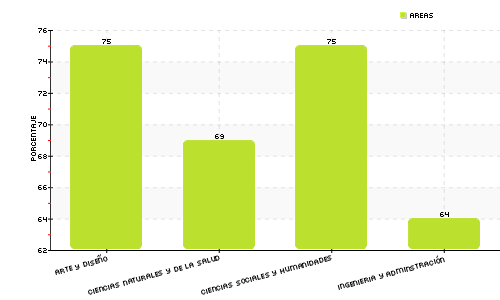 AREAS
76
74
72
70
68
66
64
62
PORCENTAJE
75
69
75
64
ARTE Y DISEÑO
CIENCIAS NATURALES Y DE LA SALUD
CIENCIAS SOCIALES Y HUMANIDADES
INGENIERIA Y ADMINSTRACIÓN